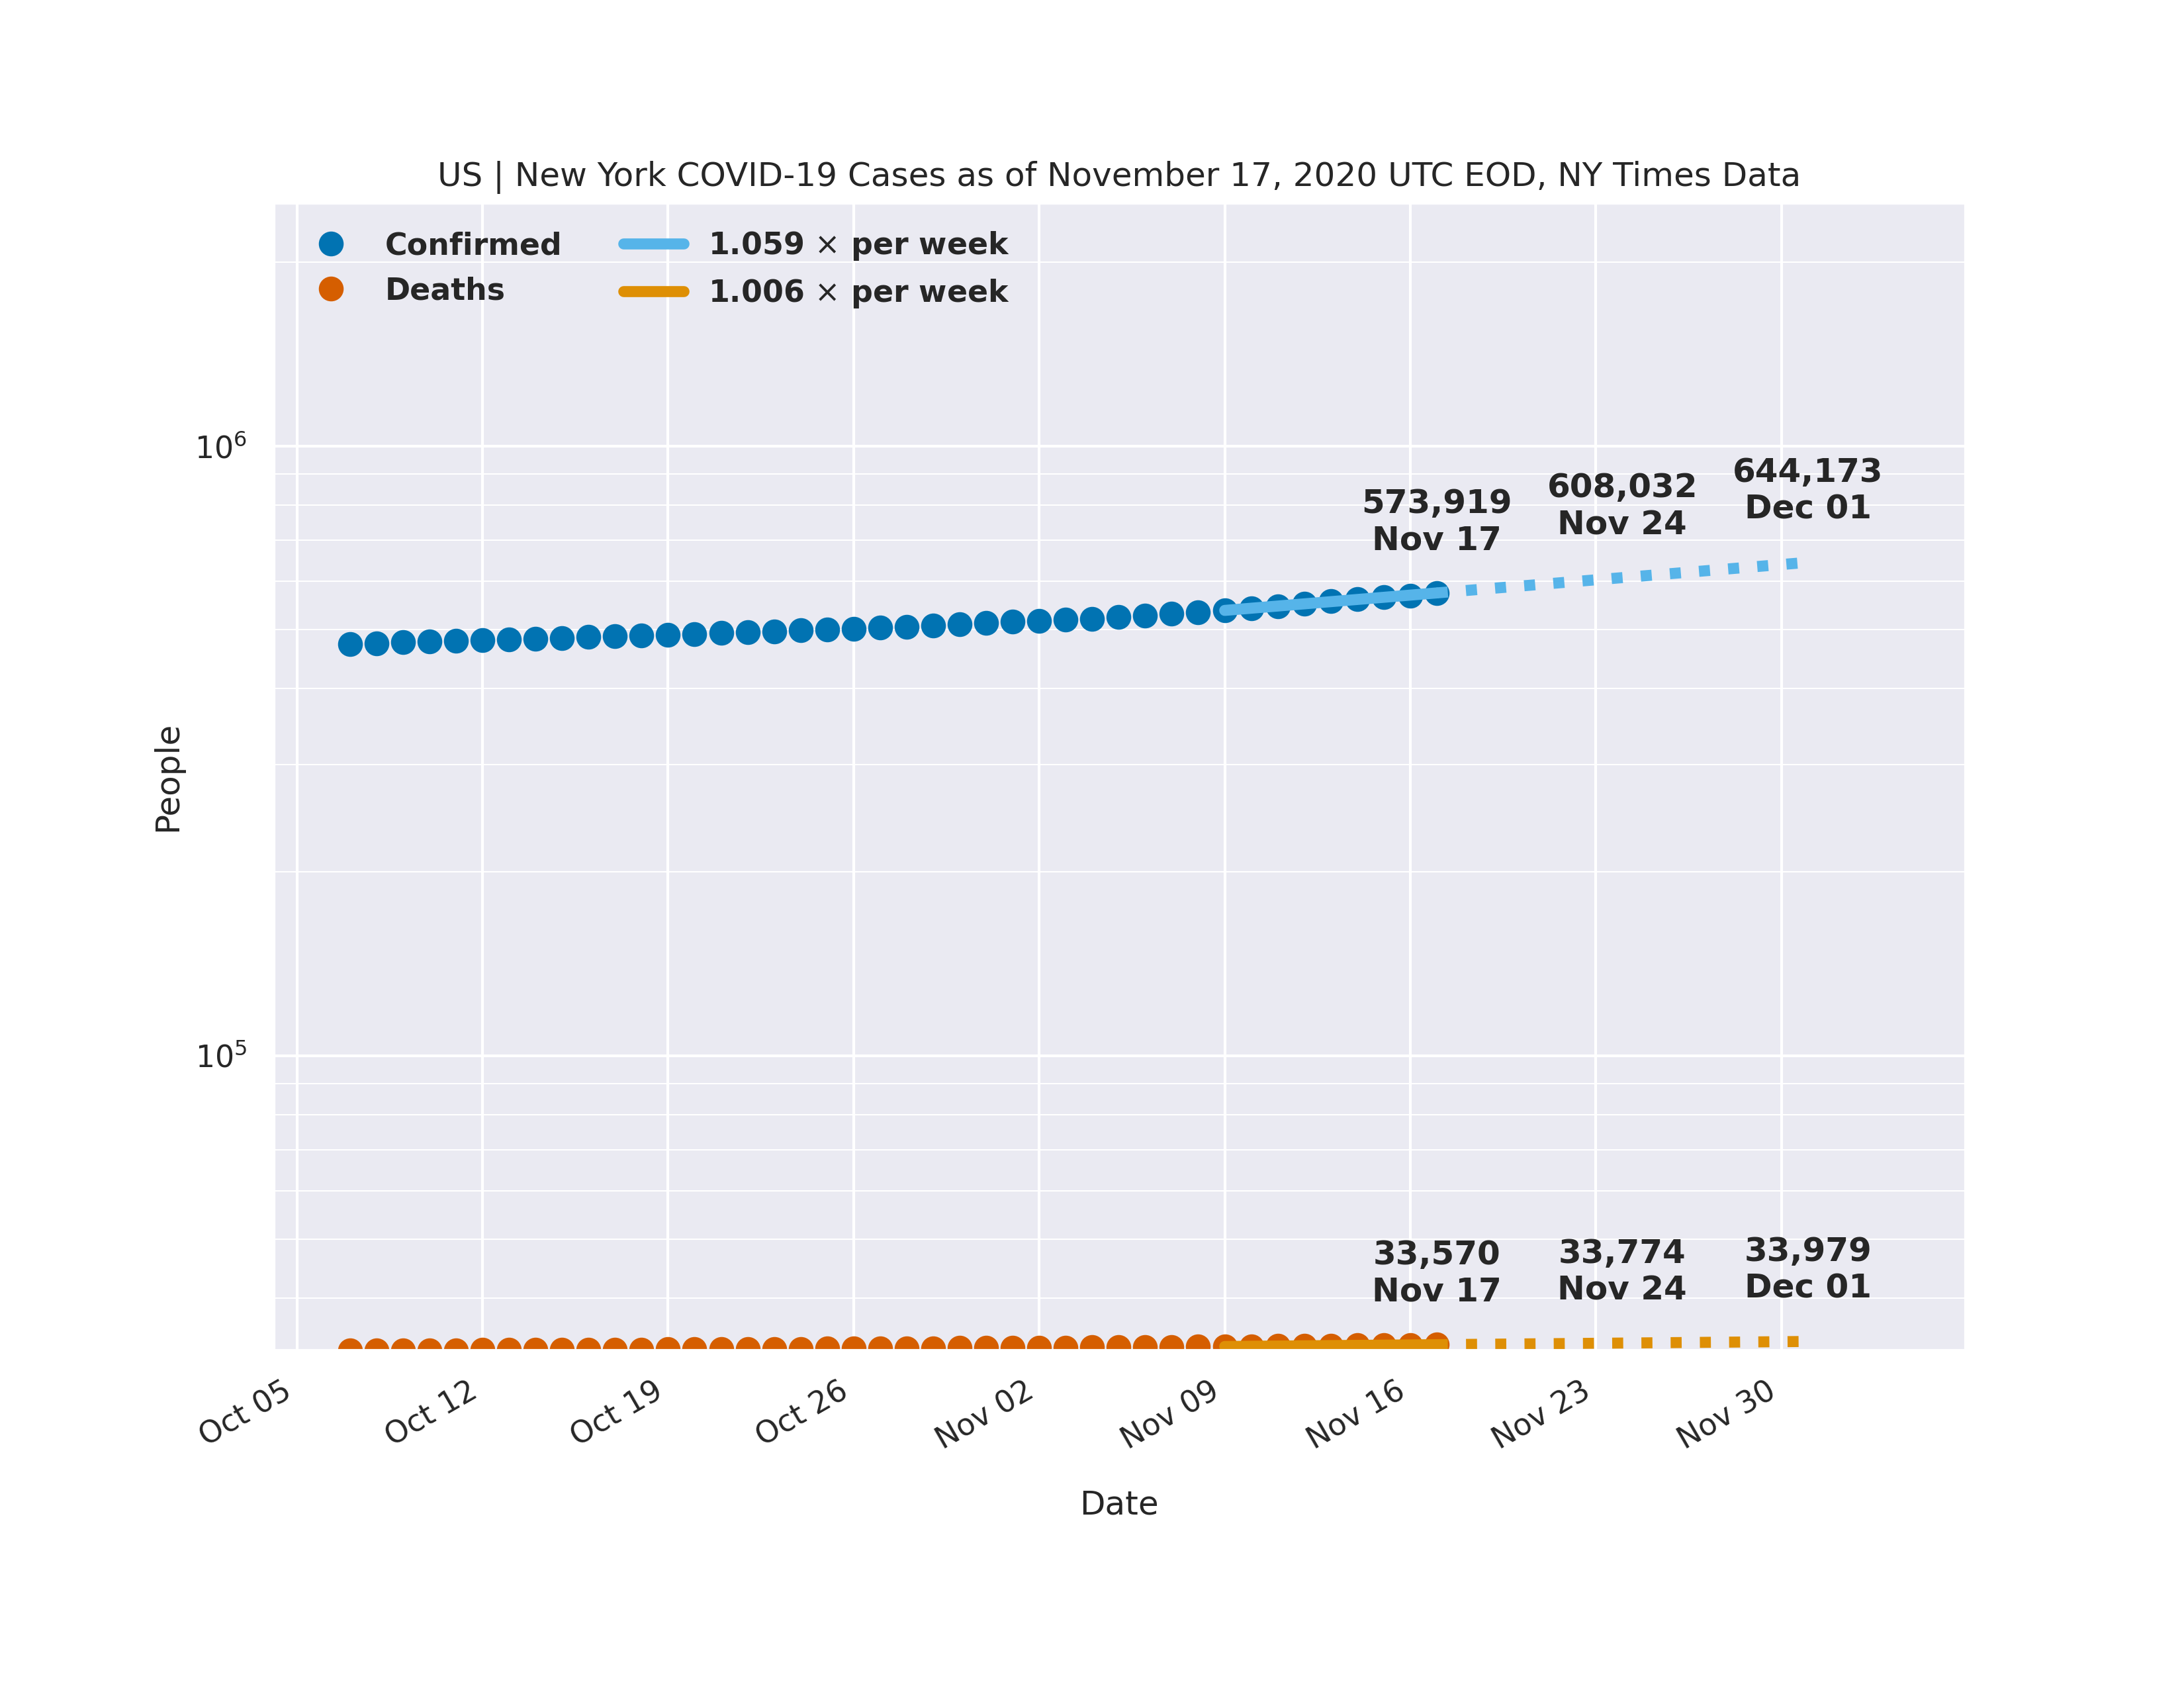 US | New York COVID-19 Cases as of November 17, 2020 UTC EOD, NY Times Data
Confirmed
Deaths
1.059 × per week
1.006 × per week
10⁶
10⁵
People
573,919
Nov 17
608,032
Nov 24
644,173
Dec 01
33,570
Nov 17
33,774
Nov 24
33,979
Dec 01
Oct 05
Oct 12
Oct 19
Oct 26
Nov 02
Nov 09
Nov 16
Nov 23
Nov 30
Date